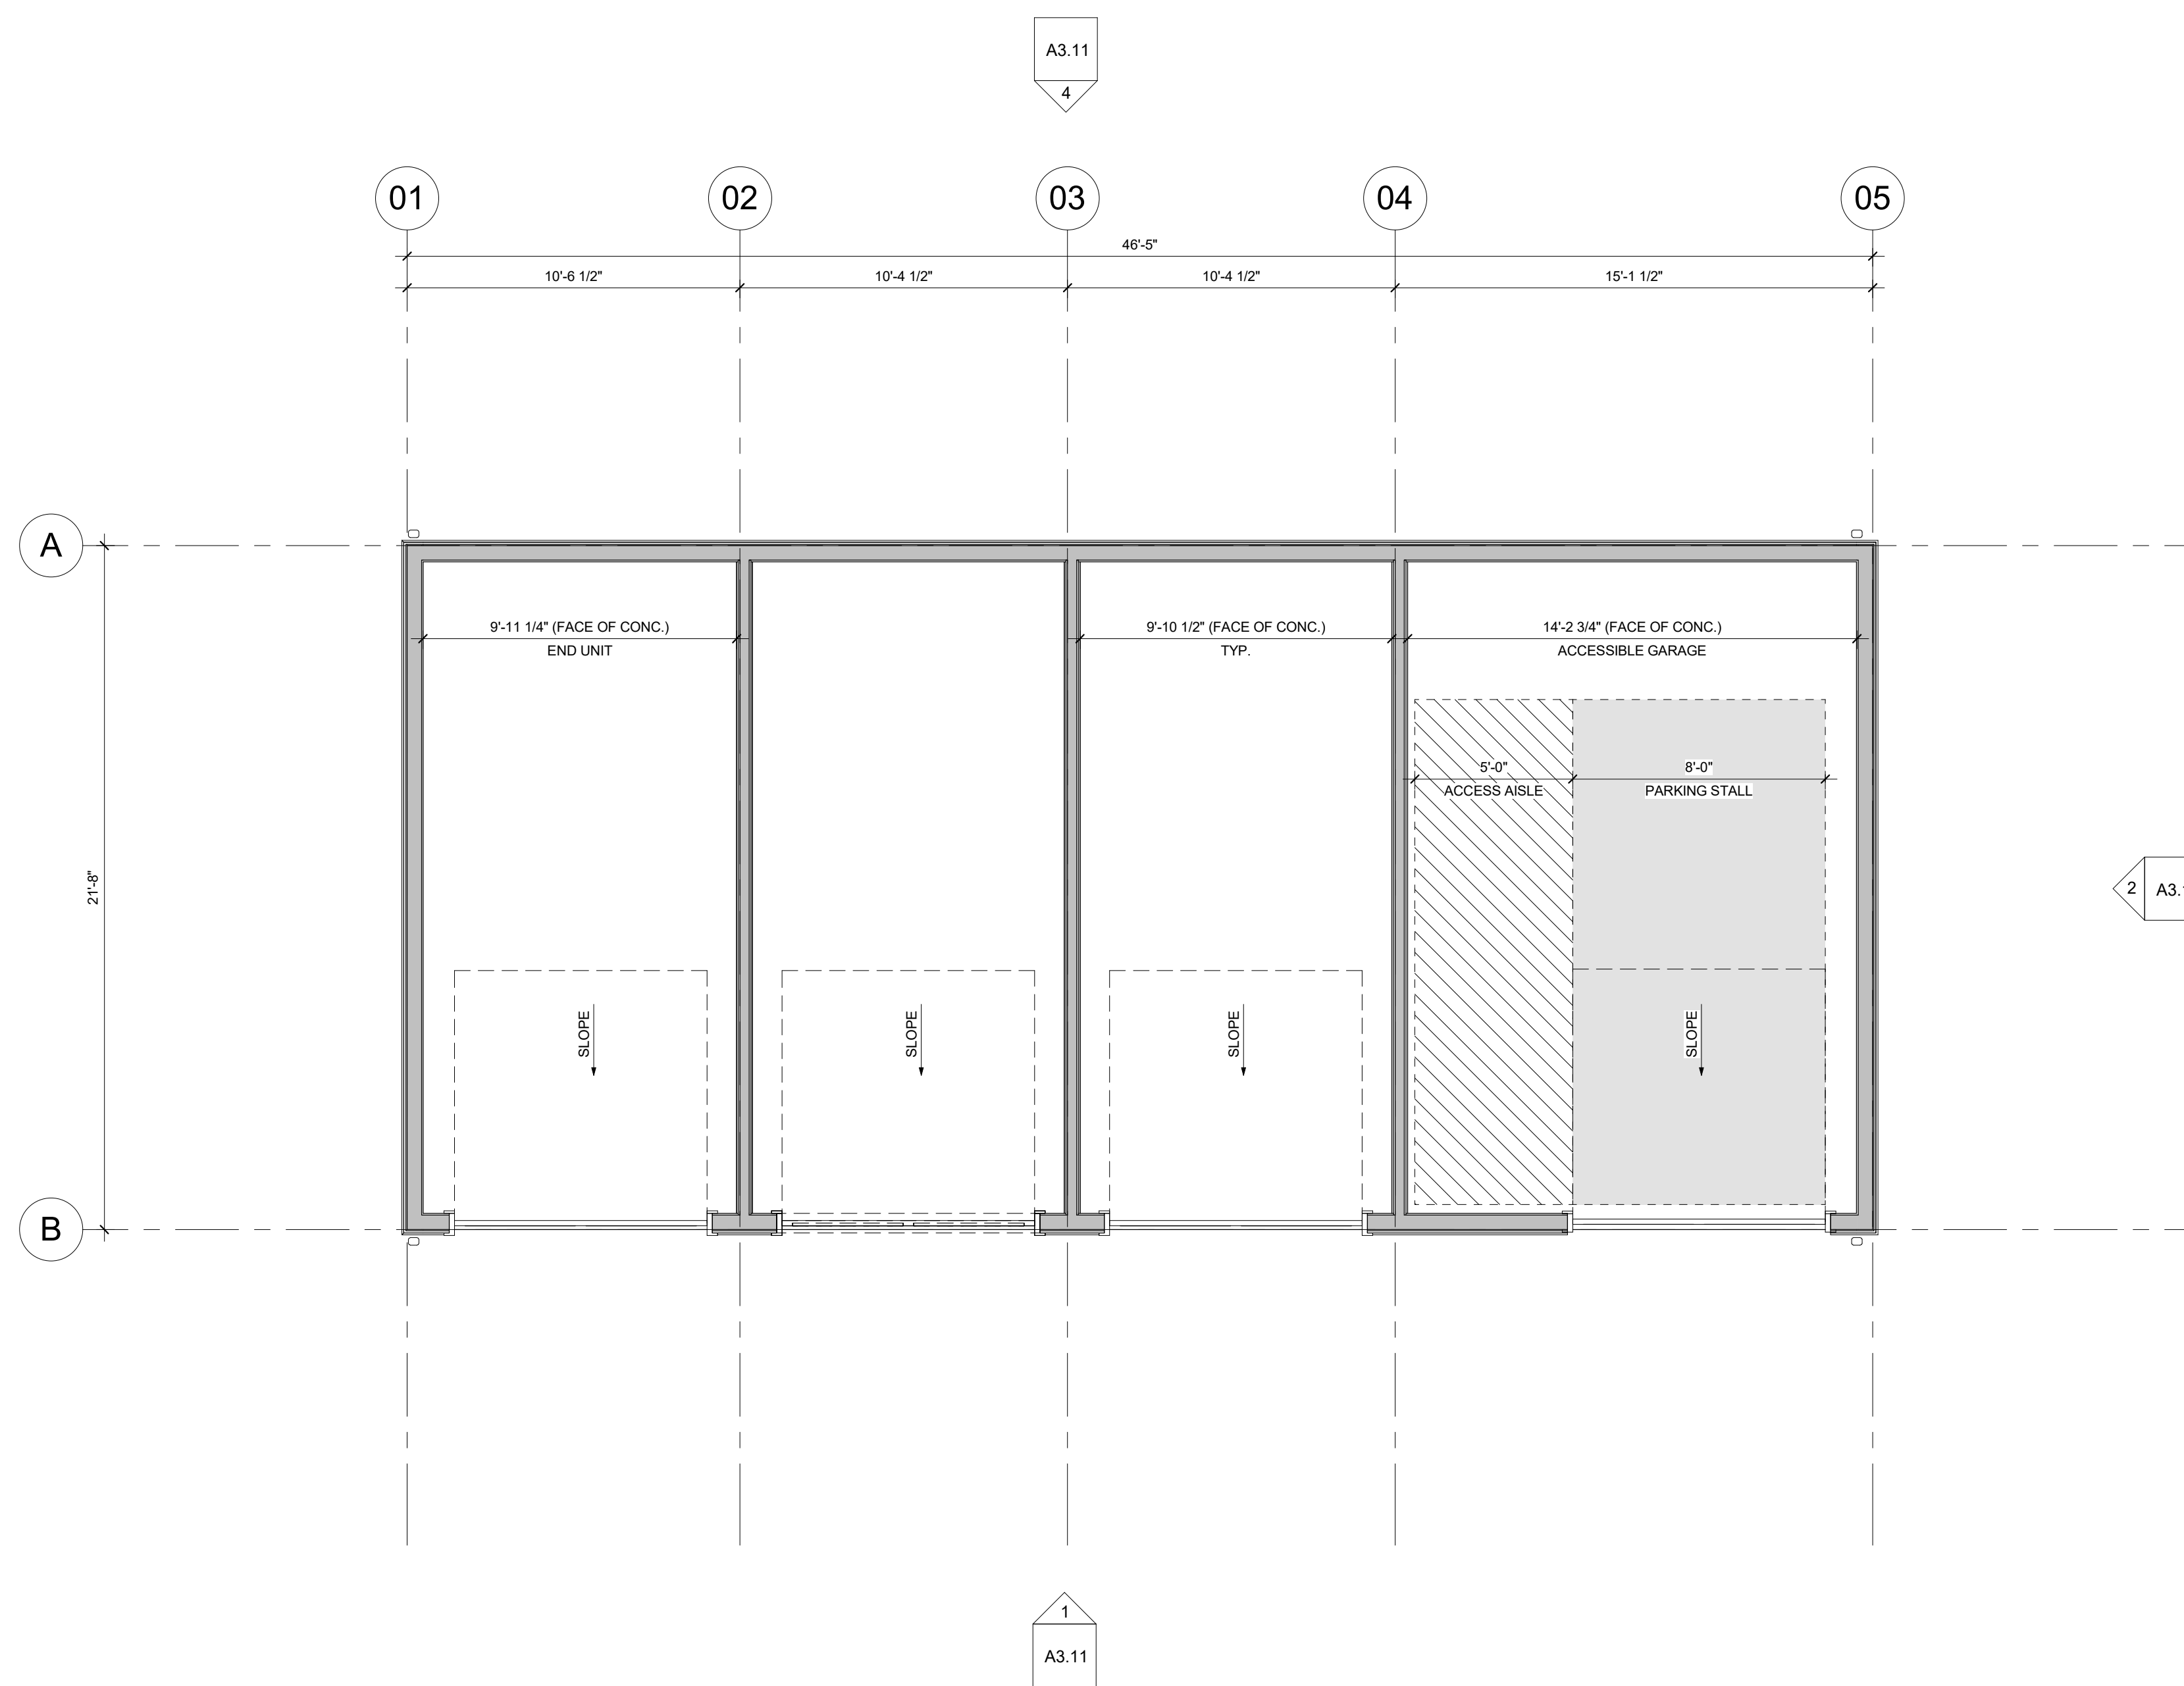 A3.11
4
01
02
03
04
05
46'-5"
10'-6 1/2"
10'-4 1/2"
10'-4 1/2"
15'-1 1/2"
A
9'-11 1/4" (FACE OF CONC.)
END UNIT
9'-10 1/2" (FACE OF CONC.)
TYP.
14'-2 3/4" (FACE OF CONC.)
ACCESSIBLE GARAGE
5'-0"
ACCESS AISLE
8'-0"
PARKING STALL
21'-8"
2
A3.
SLOPE
SLOPE
SLOPE
SLOPE
B
1
A3.11